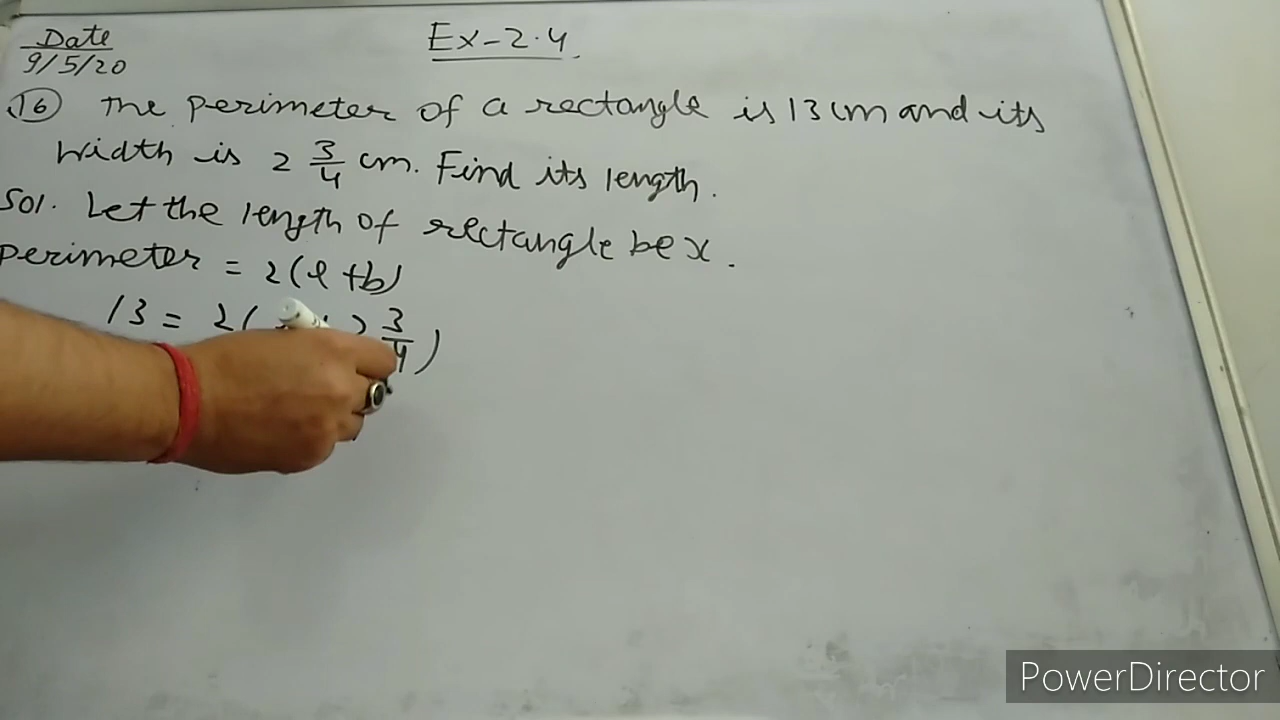 Date
9/5/20
Ex-2.4
16 The perimeter of a rectangle is 13 cm and its
width is 2 3/4 cm. Find its length.
Sol. Let the length of rectangle be x.
perimeter = 2(l+b)
13 = 2( 2 3/4)
PowerDirector